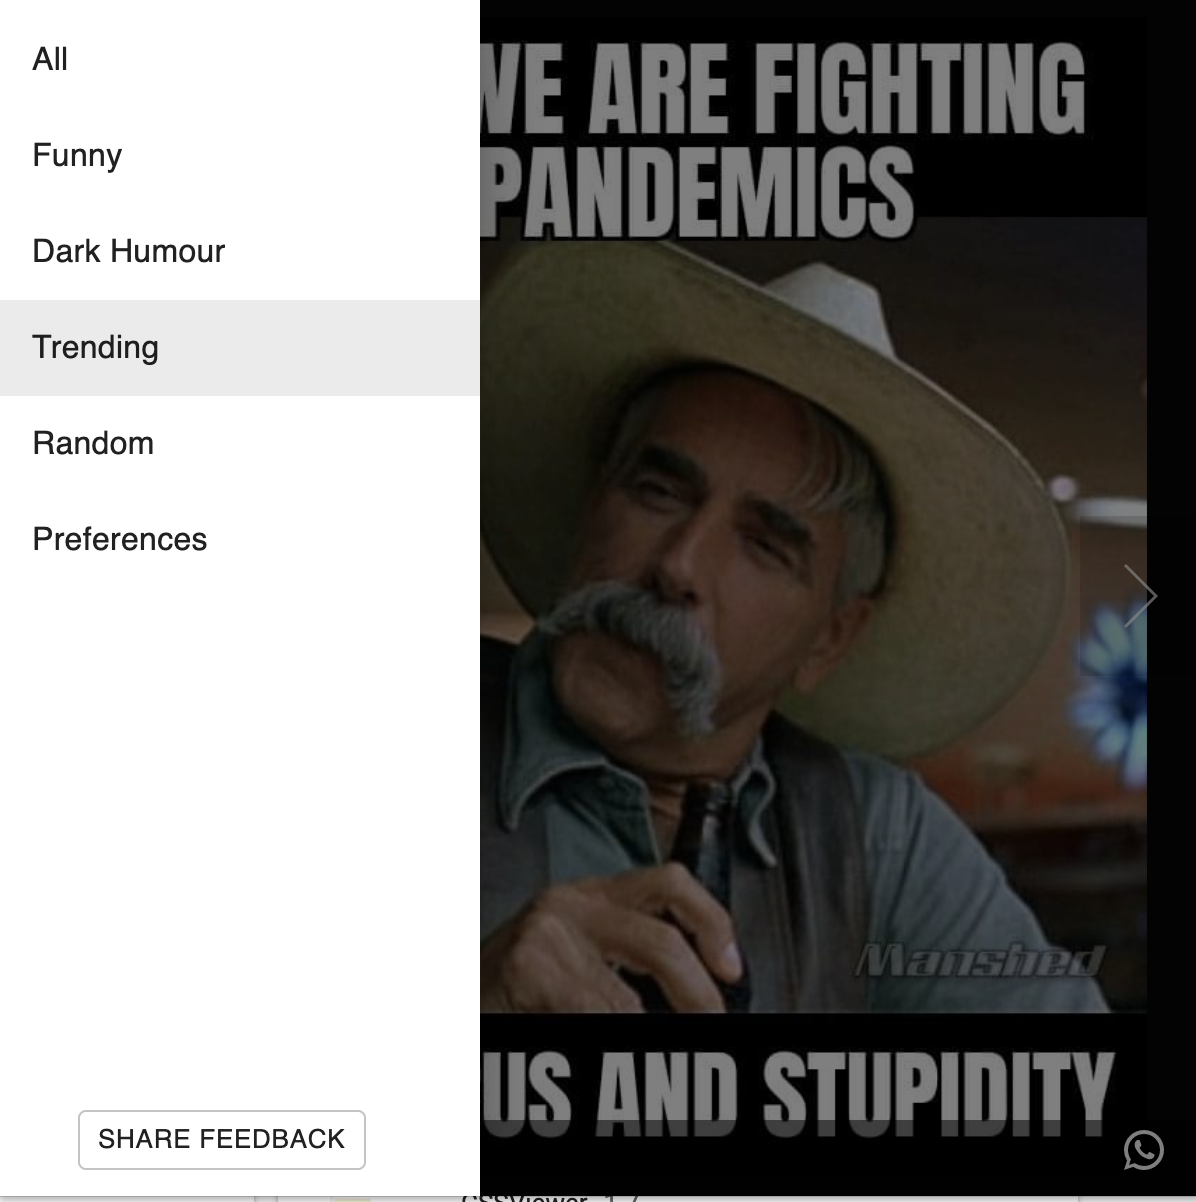 All
Funny
Dark Humour
Trending
Random
Preferences
SHARE FEEDBACK
WE ARE FIGHTING
PANDEMICS
Manshed
US AND STUPIDITY